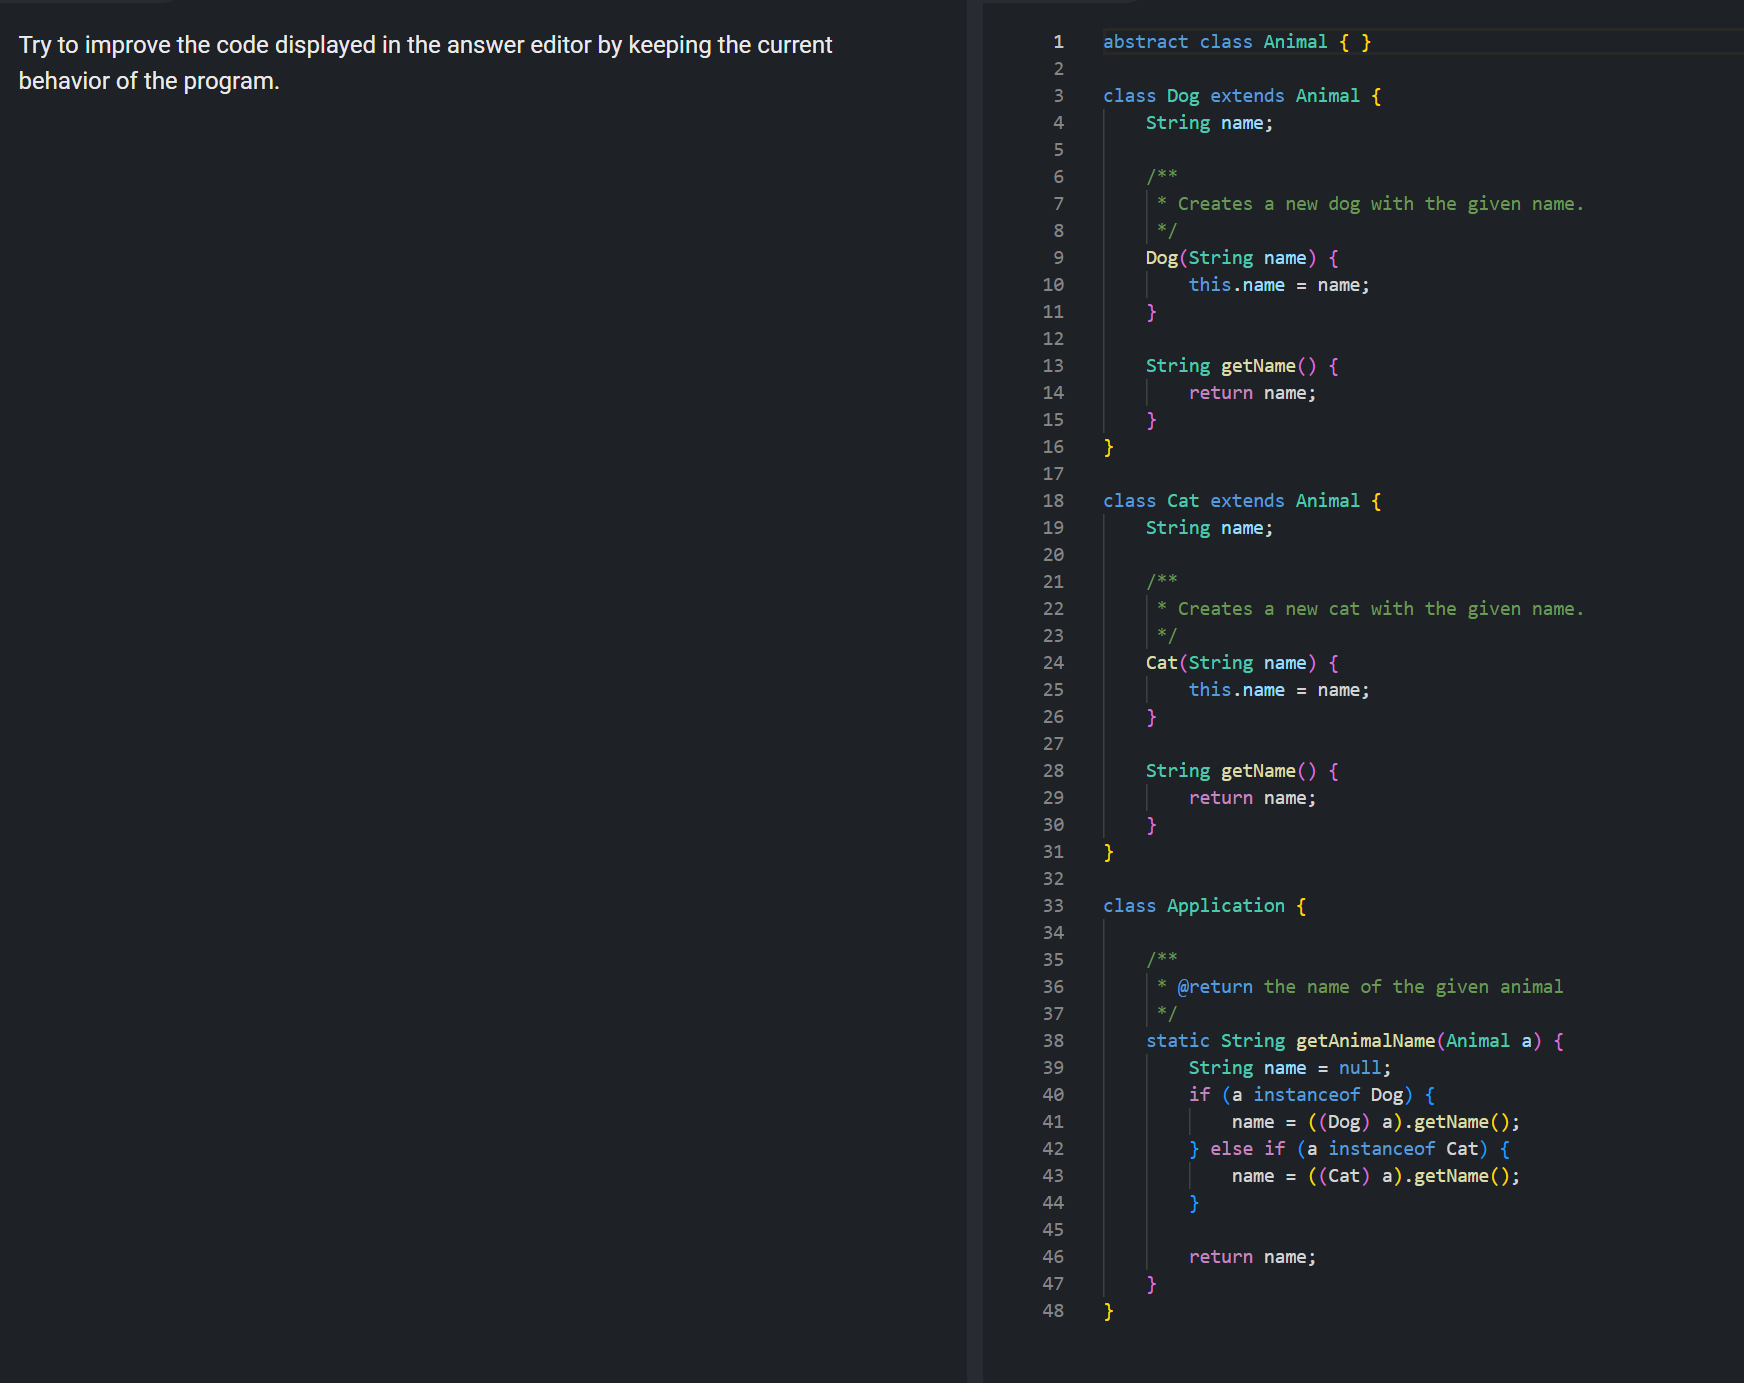 Try to improve the code displayed in the answer editor by keeping the current
behavior of the program.
1 abstract class Animal { }
2
3 class Dog extends Animal {
4     String name;
5
6     /**
7      * Creates a new dog with the given name.
8      */
9     Dog(String name) {
10         this.name = name;
11     }
12
13     String getName() {
14         return name;
15     }
16 }
17
18 class Cat extends Animal {
19     String name;
20
21     /**
22      * Creates a new cat with the given name.
23      */
24     Cat(String name) {
25         this.name = name;
26     }
27
28     String getName() {
29         return name;
30     }
31 }
32
33 class Application {
34
35     /**
36      * @return the name of the given animal
37      */
38     static String getAnimalName(Animal a) {
39         String name = null;
40         if (a instanceof Dog) {
41             name = ((Dog) a).getName();
42         } else if (a instanceof Cat) {
43             name = ((Cat) a).getName();
44         }
45
46         return name;
47     }
48 }